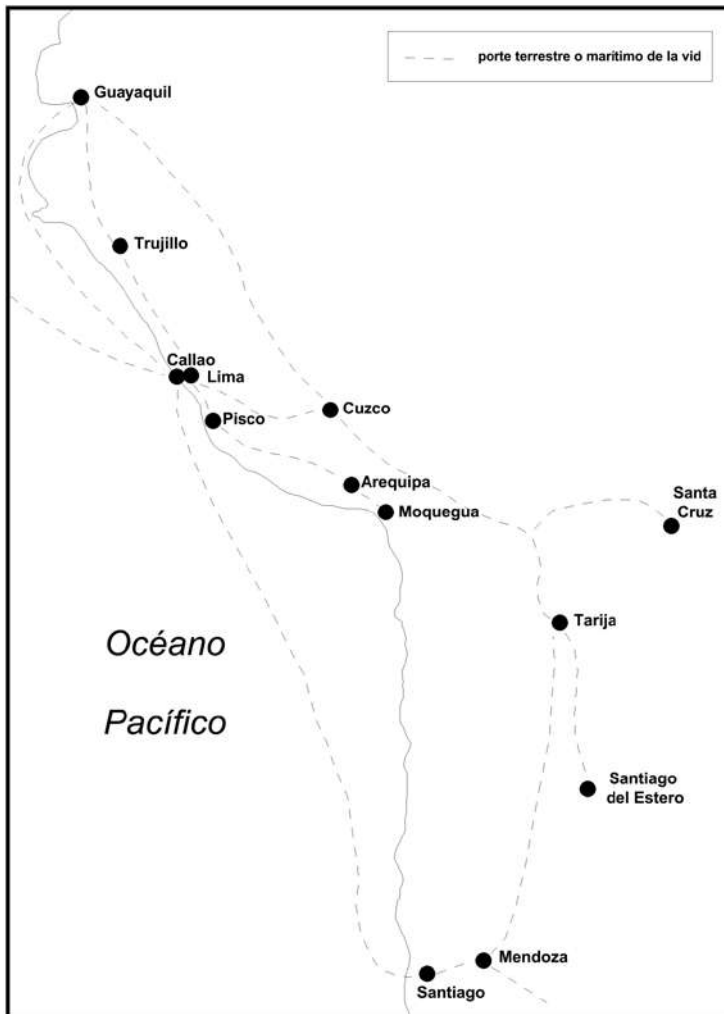 porte terrestre o marítimo de la vid
Guayaquil
Trujillo
Callao
Lima
Pisco
Cuzco
Arequipa
Moquegua
Santa
Cruz
Tarija
Océano
Pacífico
Santiago
del Estero
Mendoza
Santiago